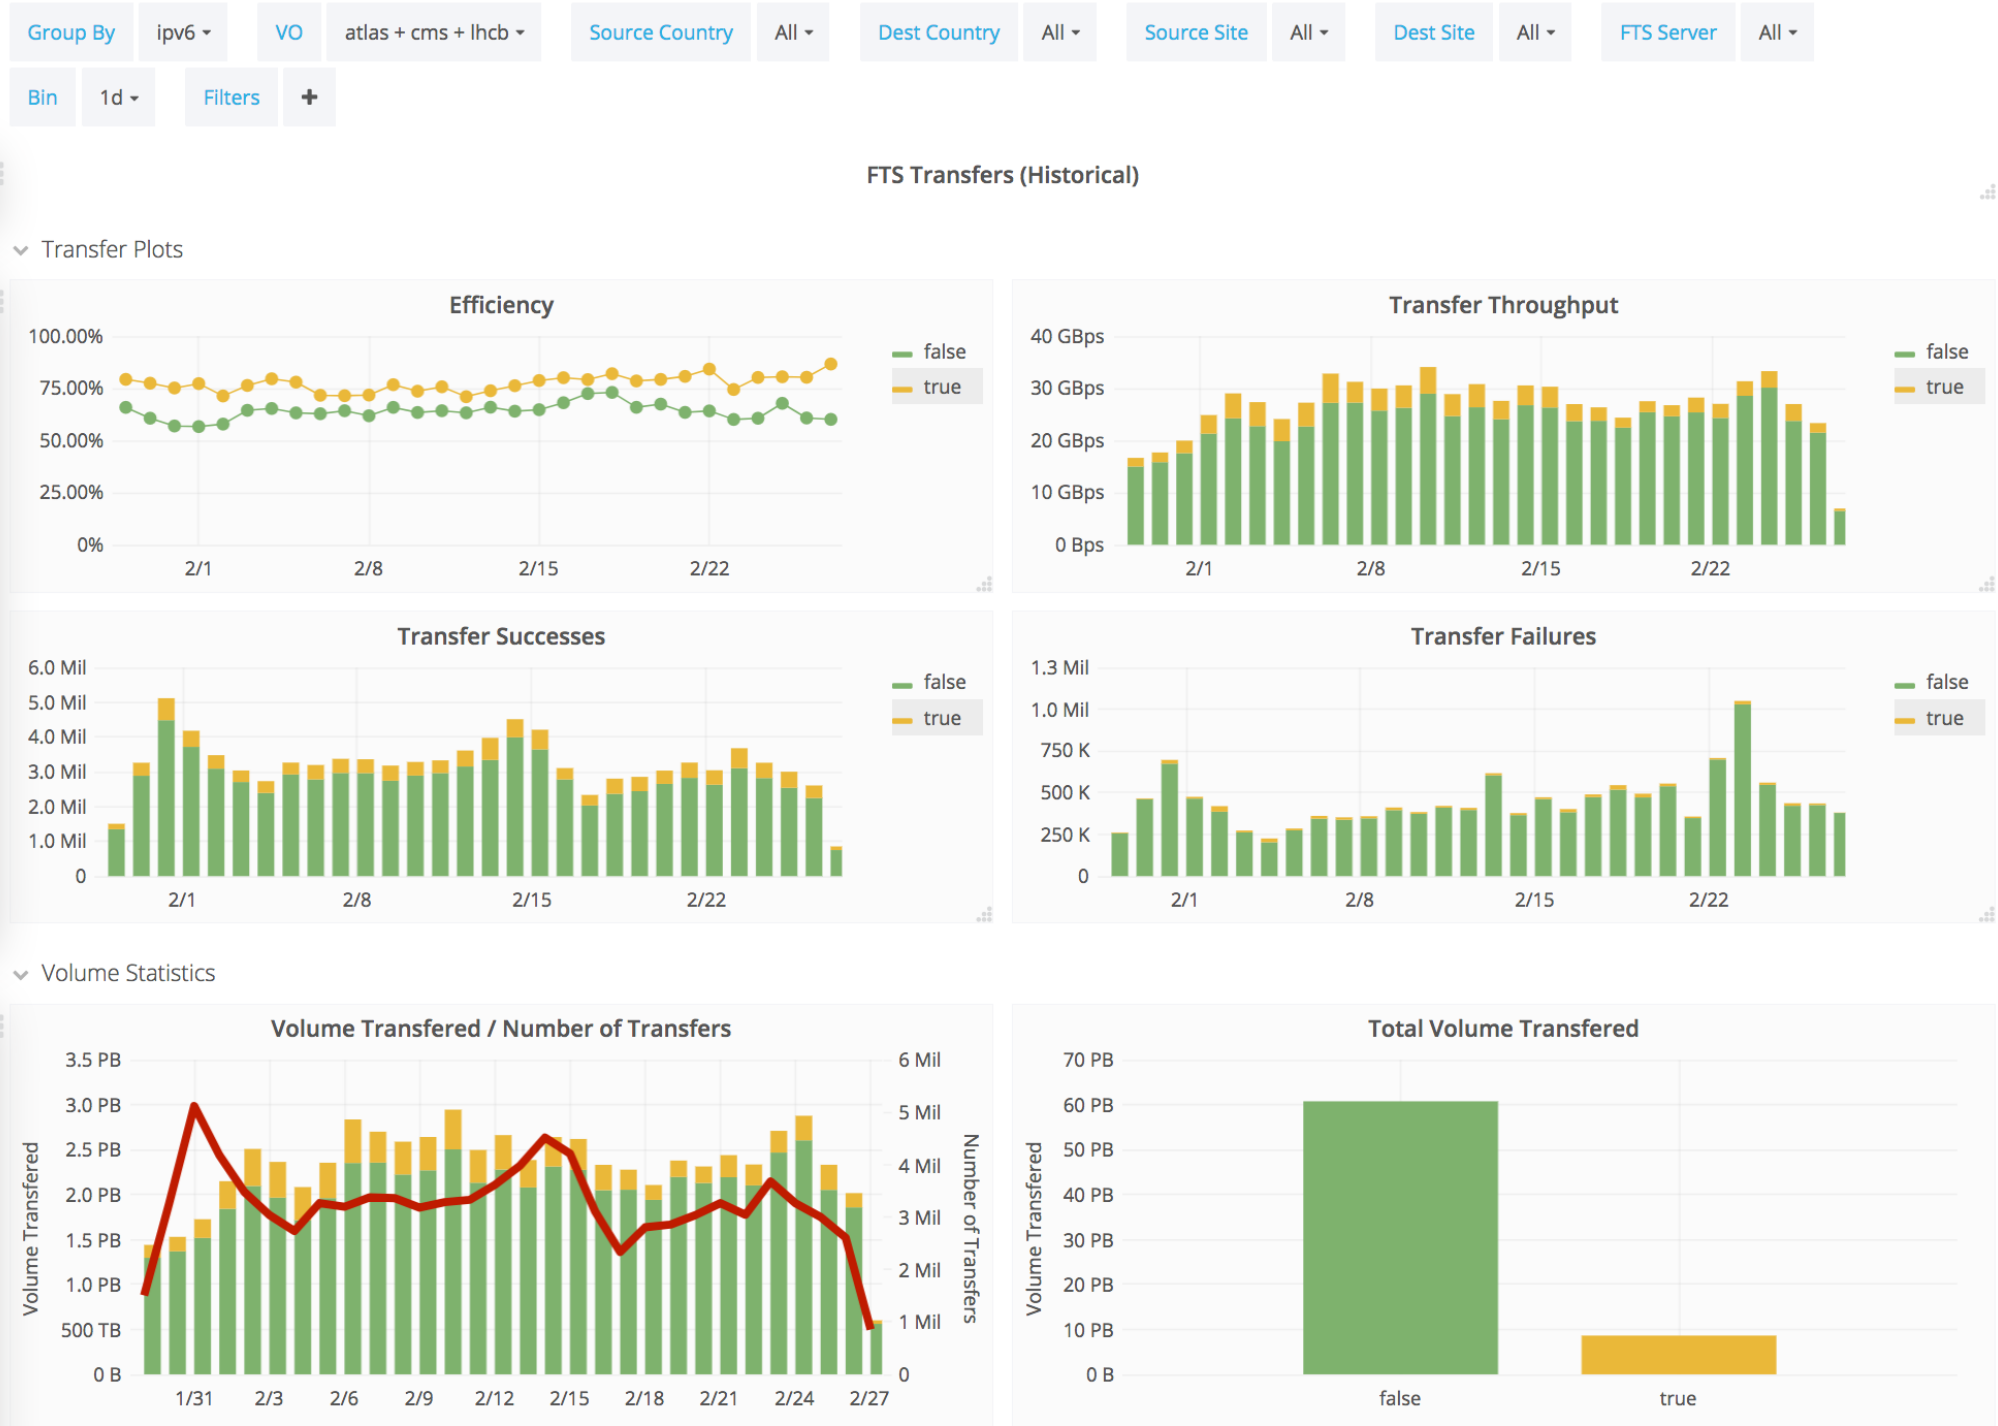 Group By ipv6 VO atlas + cms + lhcb Source Country All Dest Country All Source Site All Dest Site All FTS Server All
Bin 1d Filters +
FTS Transfers (Historical)
Transfer Plots
Efficiency
100.00%
75.00%
50.00%
25.00%
0%
2/1 2/8 2/15 2/22
false
true
Transfer Throughput
40 GBps
30 GBps
20 GBps
10 GBps
0 Bps
2/1 2/8 2/15 2/22
false
true
Transfer Successes
6.0 Mil
5.0 Mil
4.0 Mil
3.0 Mil
2.0 Mil
1.0 Mil
0
2/1 2/8 2/15 2/22
false
true
Transfer Failures
1.3 Mil
1.0 Mil
750 K
500 K
250 K
0
2/1 2/8 2/15 2/22
false
true
Volume Statistics
Volume Transfered / Number of Transfers
Volume Transfered
3.5 PB
3.0 PB
2.5 PB
2.0 PB
1.5 PB
1.0 PB
500 TB
0 B
1/31 2/3 2/6 2/9 2/12 2/15 2/18 2/21 2/24 2/27
6 Mil
5 Mil
4 Mil
3 Mil
2 Mil
1 Mil
0
Number of Transfers
Total Volume Transfered
Volume Transfered
70 PB
60 PB
50 PB
40 PB
30 PB
20 PB
10 PB
0 B
false true